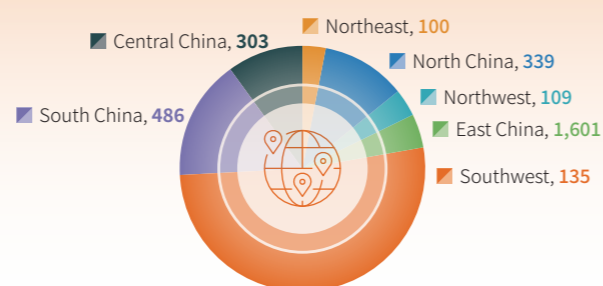 Northeast, 100
Central China, 303
North China, 339
Northwest, 109
South China, 486
East China, 1,601
Southwest, 135